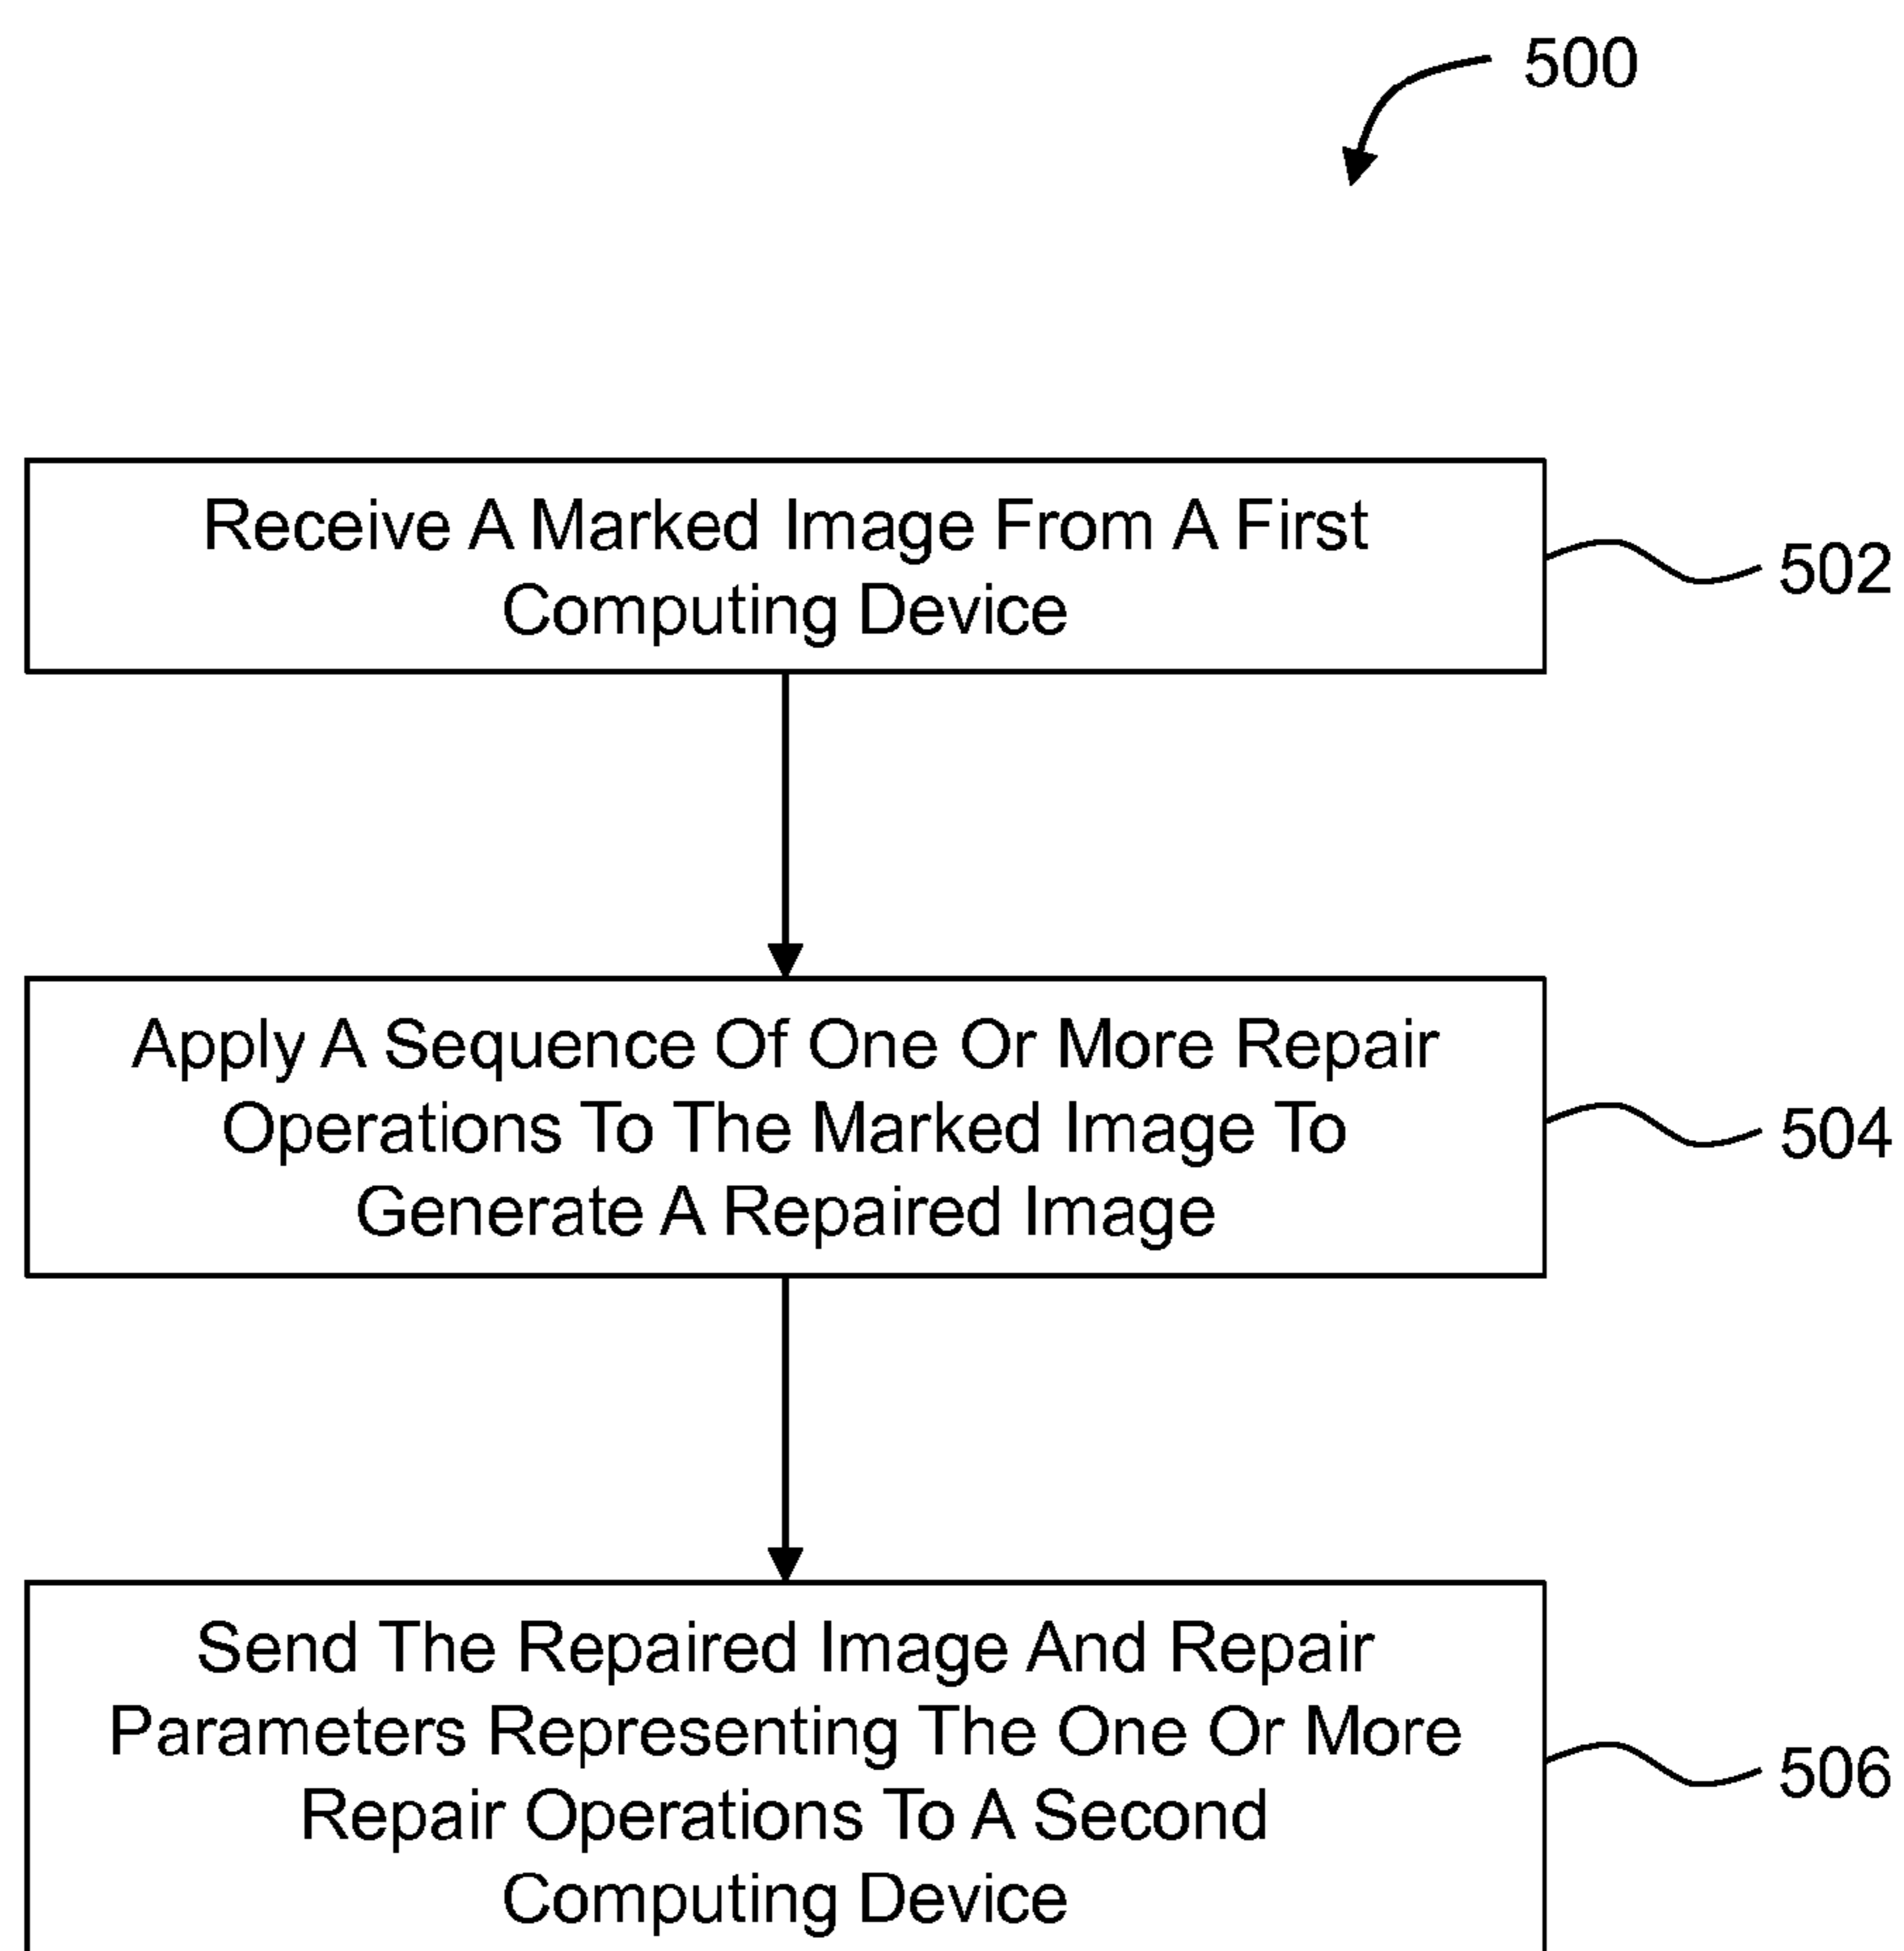 500
Receive A Marked Image From A First
Computing Device
502
Apply A Sequence Of One Or More Repair
Operations To The Marked Image To
Generate A Repaired Image
504
Send The Repaired Image And Repair
Parameters Representing The One Or More
Repair Operations To A Second
Computing Device
506